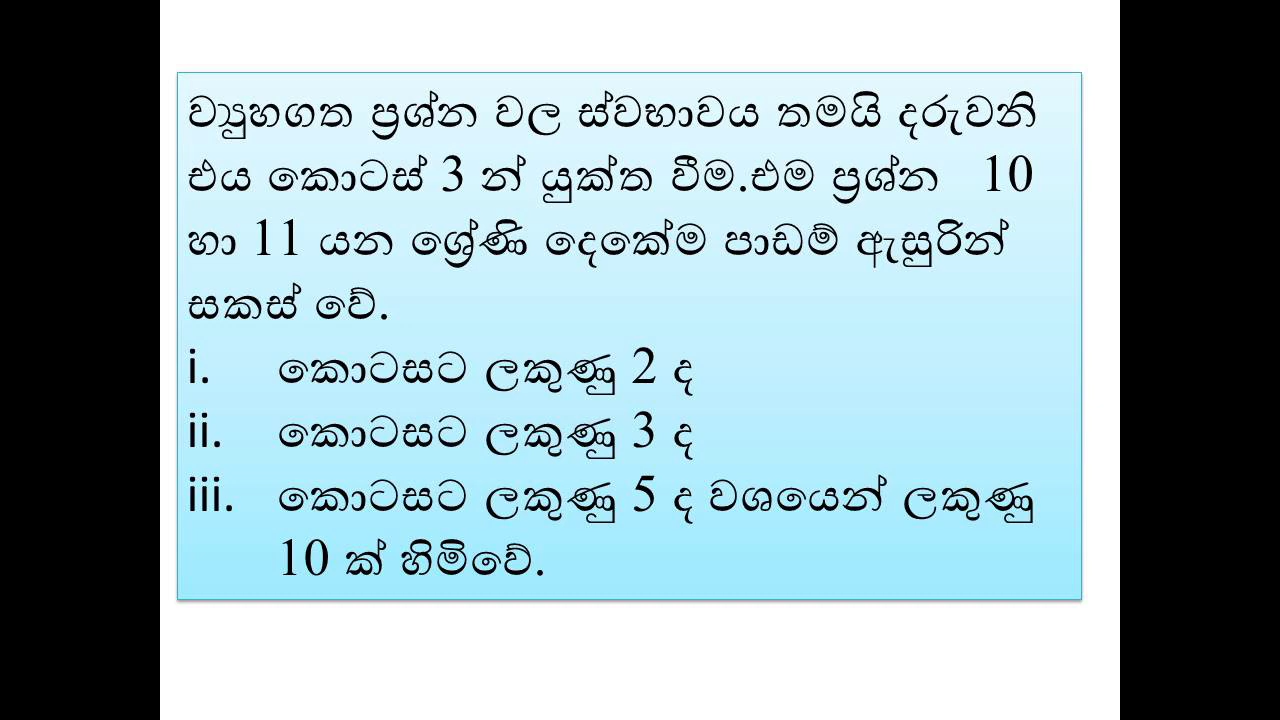 ව්‍යුහගත ප්‍රශ්න වල ස්වභාවය තමයි දරුවනි
එය කොටස් 3 න් යුක්ත වීම.එම ප්‍රශ්න 10
හා 11 යන ශ්‍රේණි දෙකේම පාඩම් ඇසුරින්
සකස් වේ.
i. කොටසට ලකුණු 2 ද
ii. කොටසට ලකුණු 3 ද
iii. කොටසට ලකුණු 5 ද වශයෙන් ලකුණු
10 ක් හිමිවේ.